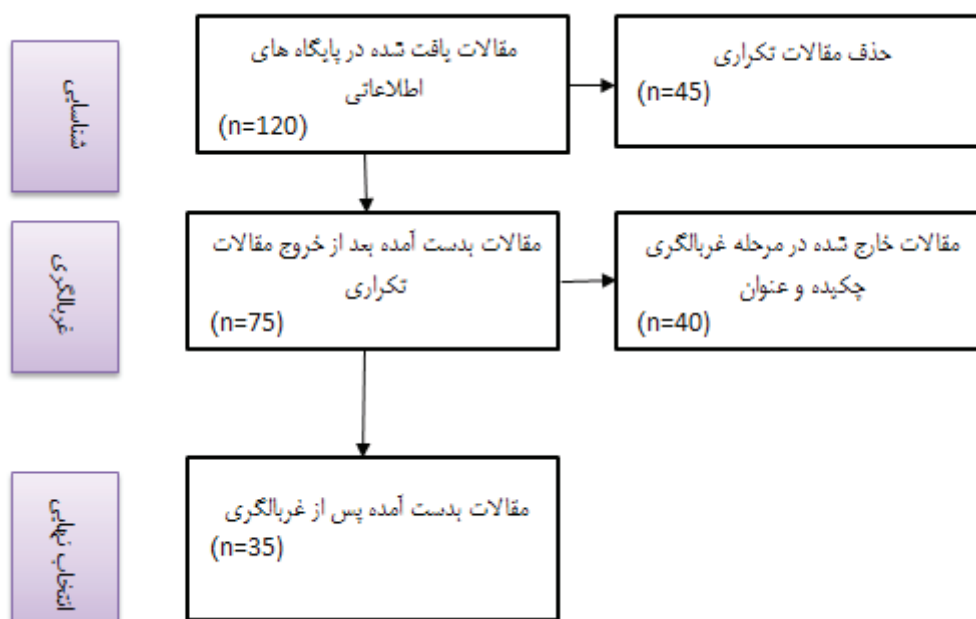 شناسایی
مقالات یافت شده در پایگاه های
اطلاعاتی
(n=120)
حذف مقالات تکراری
(n=45)
غربالگری
مقالات بدست آمده بعد از خروج مقالات
تکراری
(n=75)
مقالات خارج شده در مرحله غربالگری
چکیده و عنوان
(n=40)
انتخاب نهایی
مقالات بدست آمده پس از غربالگری
(n=35)